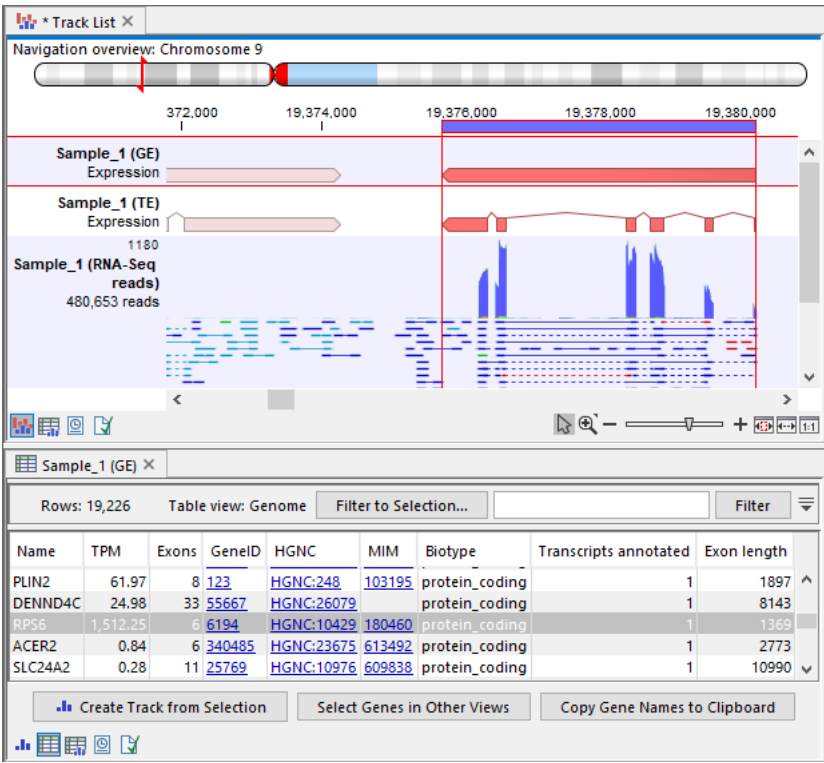 * Track List
Navigation overview: Chromosome 9
372,000 19,374,000 19,376,000 19,378,000 19,380,000
Sample_1 (GE)
Expression
Sample_1 (TE)
Expression
1180
Sample_1 (RNA-Seq
reads)
480,653 reads
1:1
Sample_1 (GE)
Rows: 19,226 Table view: Genome Filter to Selection... Filter
Name TPM Exons GeneID HGNC MIM Biotype Transcripts annotated Exon length
PLIN2 61.97 8 123 HGNC:248 103195 protein_coding 1 1897
DENND4C 24.98 33 55667 HGNC:26079 protein_coding 1 8143
RPS6 1,512.25 6 6194 HGNC:10429 180460 protein_coding 1 1369
ACER2 0.84 6 340485 HGNC:23675 613492 protein_coding 1 2773
SLC24A2 0.28 11 25769 HGNC:10976 609838 protein_coding 1 10990
Create Track from Selection Select Genes in Other Views Copy Gene Names to Clipboard